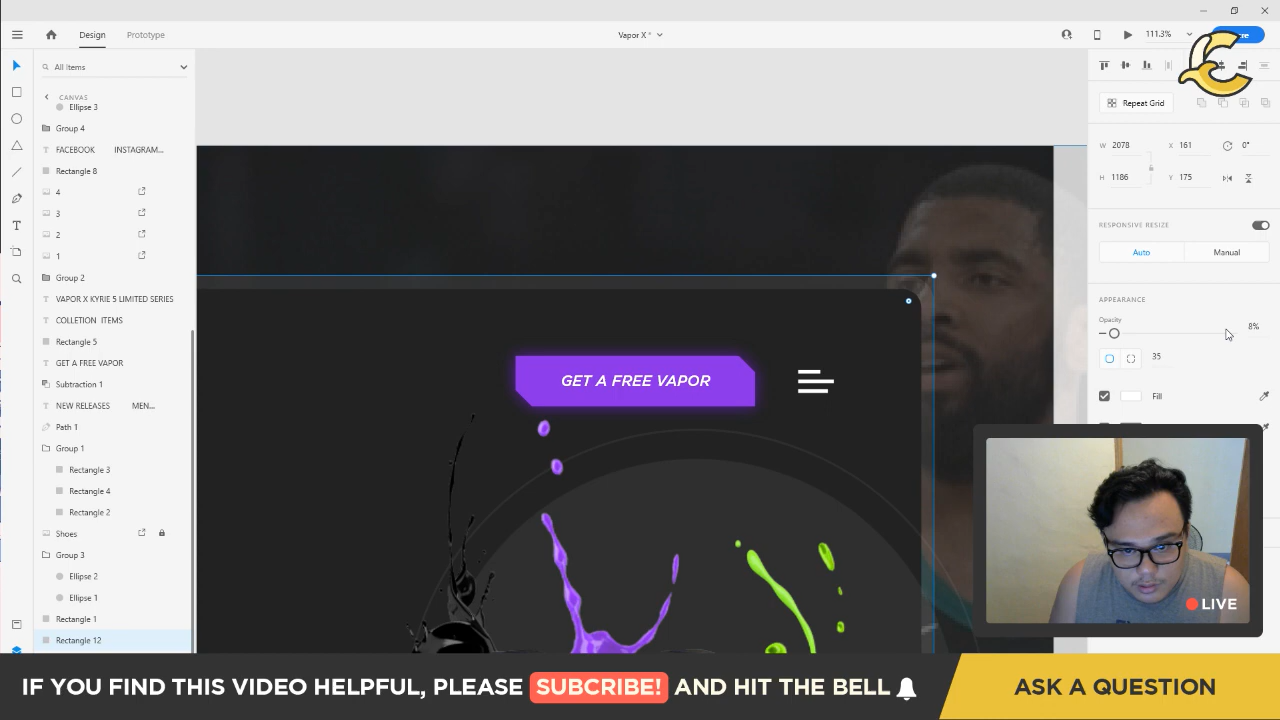 Design
Prototype
Vapor X *
111.3%
All Items
CANVAS
Ellipse 3
Group 4
FACEBOOK INSTAGRAM...
Rectangle 8
4
3
2
1
Group 2
VAPOR X KYRIE 5 LIMITED SERIES
COLLETION ITEMS
Rectangle 5
GET A FREE VAPOR
Subtraction 1
NEW RELEASES MEN...
Path 1
Group 1
Rectangle 3
Rectangle 4
Rectangle 2
Shoes
Group 3
Ellipse 2
Ellipse 1
Rectangle 1
Rectangle 12
GET A FREE VAPOR
Repeat Grid
W 2078 X 161 0°
H 1186 Y 175
RESPONSIVE RESIZE
Auto Manual
APPEARANCE
Opacity
8%
35
Fill
LIVE
IF YOU FIND THIS VIDEO HELPFUL, PLEASE SUBCRIBE! AND HIT THE BELL
ASK A QUESTION